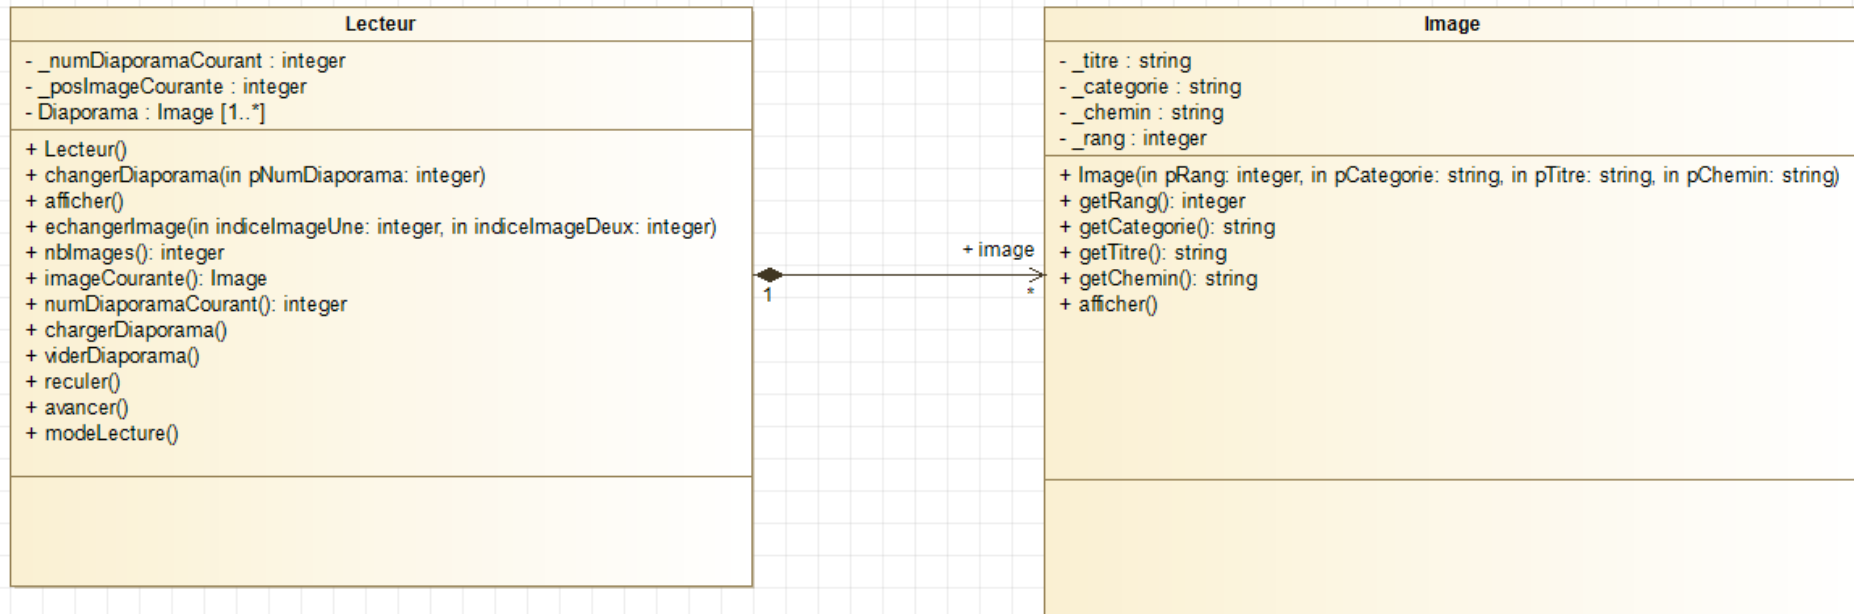 Lecteur
- _numDiaporamaCourant : integer
- _posImageCourante : integer
- Diaporama : Image [1..*]
+ Lecteur()
+ changerDiaporama(in pNumDiaporama: integer)
+ afficher()
+ echangerImage(in indiceImageUne: integer, in indiceImageDeux: integer)
+ nbImages(): integer
+ imageCourante(): Image
+ numDiaporamaCourant(): integer
+ chargerDiaporama()
+ viderDiaporama()
+ reculer()
+ avancer()
+ modeLecture()
+ image
1
*
Image
- _titre : string
- _categorie : string
- _chemin : string
- _rang : integer
+ Image(in pRang: integer, in pCategorie: string, in pTitre: string, in pChemin: string)
+ getRang(): integer
+ getCategorie(): string
+ getTitre(): string
+ getChemin(): string
+ afficher()